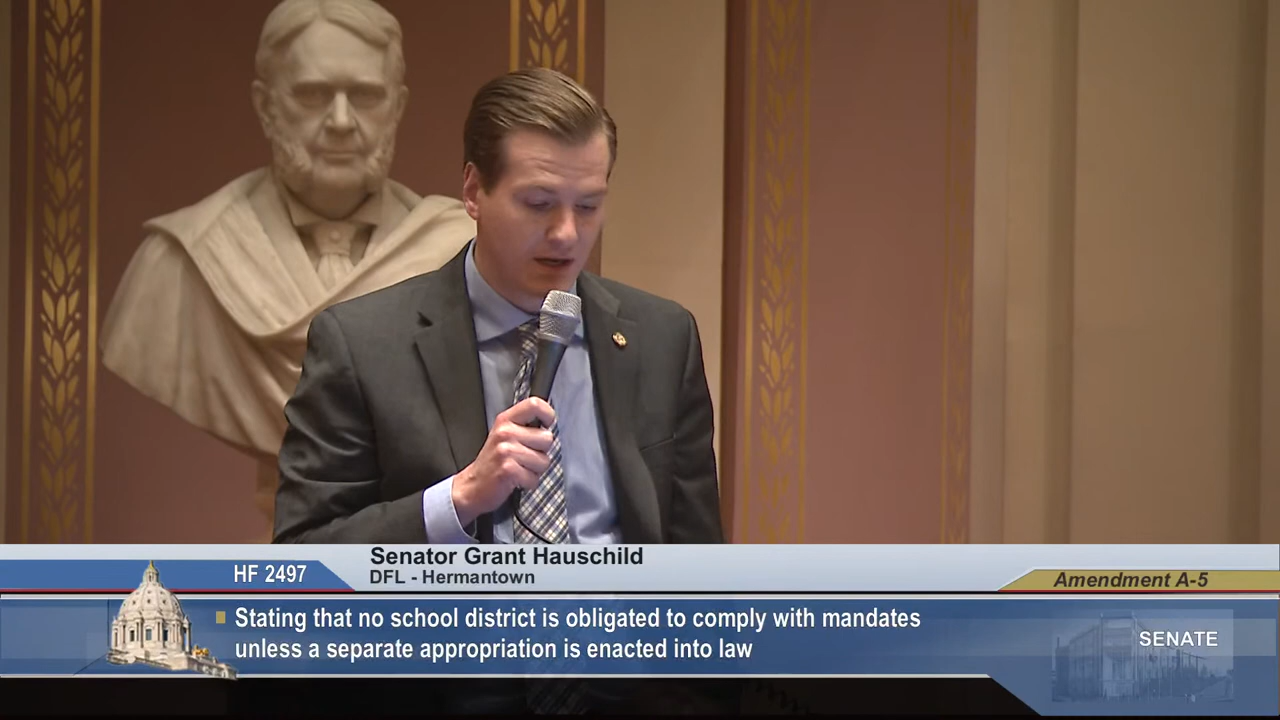 Senator Grant Hauschild
HF 2497
DFL - Hermantown
Amendment A-5
Stating that no school district is obligated to comply with mandates
unless a separate appropriation is enacted into law
SENATE